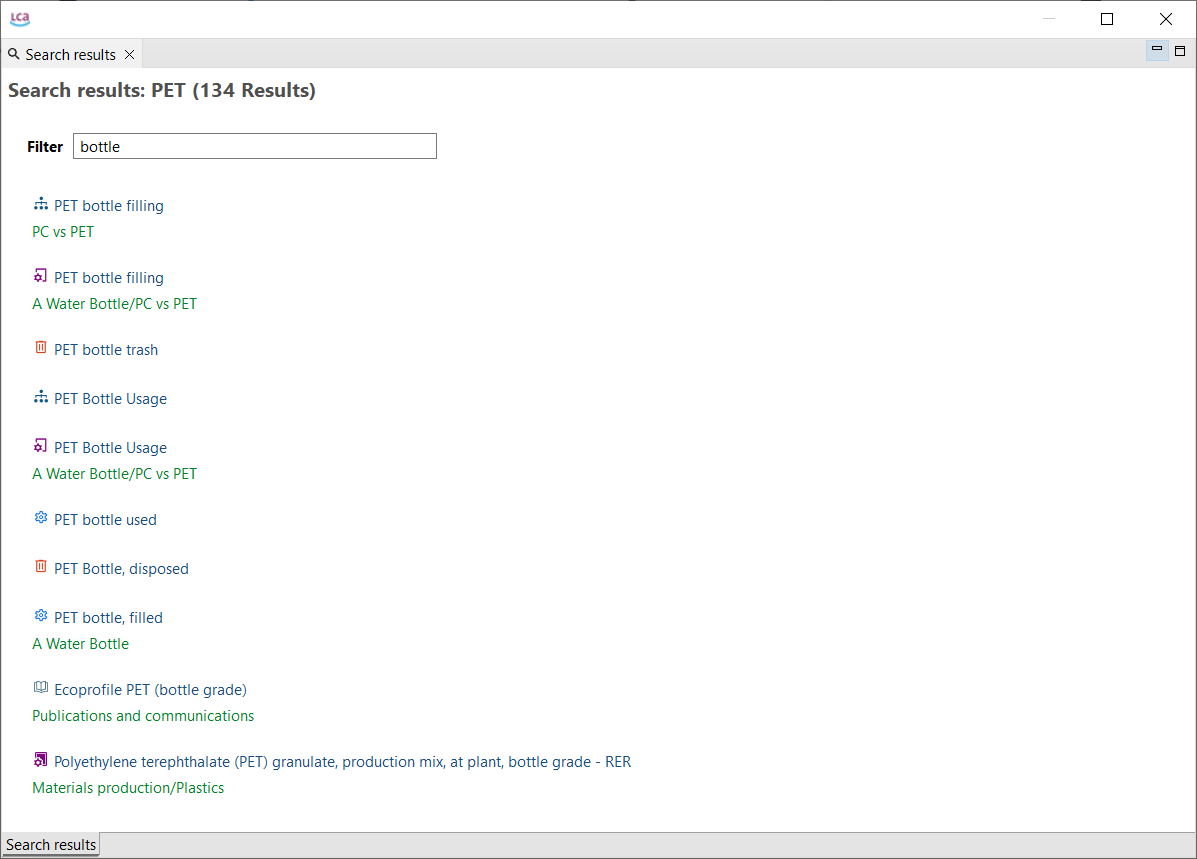 LCA
Search results
Search results: PET (134 Results)
Filter bottle
PET bottle filling
PC vs PET
PET bottle filling
A Water Bottle/PC vs PET
PET bottle trash
PET Bottle Usage
PET Bottle Usage
A Water Bottle/PC vs PET
PET bottle used
PET Bottle, disposed
PET bottle, filled
A Water Bottle
Ecoprofile PET (bottle grade)
Publications and communications
Polyethylene terephthalate (PET) granulate, production mix, at plant, bottle grade - RER
Materials production/Plastics
Search results